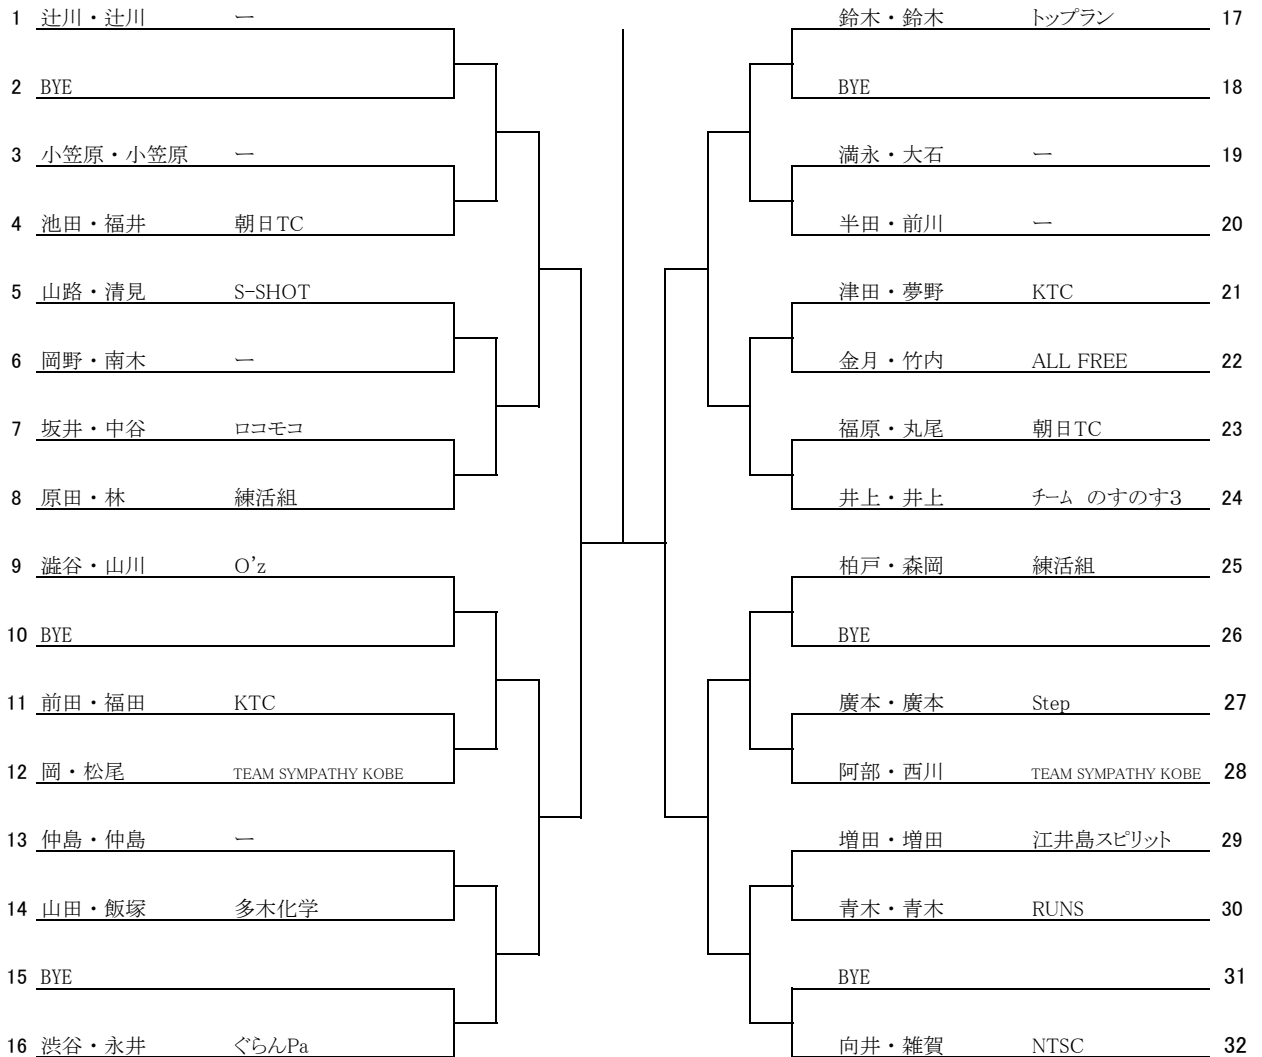 1 辻川・辻川 ー
2 BYE
3 小笠原・小笠原 ー
4 池田・福井 朝日TC
5 山路・清見 S-SHOT
6 岡野・南木 ー
7 坂井・中谷 ロコモコ
8 原田・林 練活組
9 澁谷・山川 O'z
10 BYE
11 前田・福田 KTC
12 岡・松尾 TEAM SYMPATHY KOBE
13 仲島・仲島 ー
14 山田・飯塚 多木化学
15 BYE
16 渋谷・永井 ぐらんPa
鈴木・鈴木 トップラン 17
BYE 18
満永・大石 ー 19
半田・前川 ー 20
津田・夢野 KTC 21
金月・竹内 ALL FREE 22
福原・丸尾 朝日TC 23
井上・井上 チーム のすのす3 24
柏戸・森岡 練活組 25
BYE 26
廣本・廣本 Step 27
阿部・西川 TEAM SYMPATHY KOBE 28
増田・増田 江井島スピリット 29
青木・青木 RUNS 30
BYE 31
向井・雑賀 NTSC 32